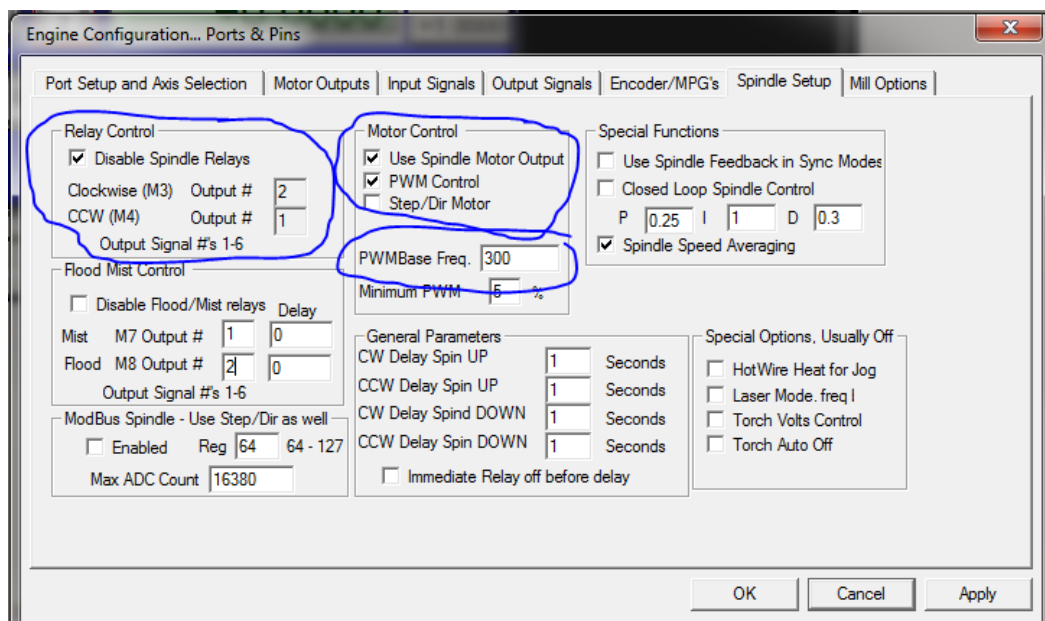 Engine Configuration... Ports & Pins
Port Setup and Axis Selection Motor Outputs Input Signals Output Signals Encoder/MPG's Spindle Setup Mill Options
Relay Control
Disable Spindle Relays
Clockwise (M3) Output # 2
CCW (M4) Output # 1
Output Signal #'s 1-6
Flood Mist Control
Disable Flood/Mist relays Delay
Mist M7 Output # 1 0
Flood M8 Output # 2 0
Output Signal #'s 1-6
ModBus Spindle - Use Step/Dir as well
Enabled Reg 64 64 - 127
Max ADC Count 16380
Motor Control
Use Spindle Motor Output
PWM Control
Step/Dir Motor
PWMBase Freq. 300
Minimum PWM 5 %
General Parameters
CW Delay Spin UP 1 Seconds
CCW Delay Spin UP 1 Seconds
CW Delay Spind DOWN 1 Seconds
CCW Delay Spin DOWN 1 Seconds
Immediate Relay off before delay
Special Functions
Use Spindle Feedback in Sync Modes
Closed Loop Spindle Control
P 0.25 I 1 D 0.3
Spindle Speed Averaging
Special Options, Usually Off
HotWire Heat for Jog
Laser Mode. freq I
Torch Volts Control
Torch Auto Off
OK Cancel Apply